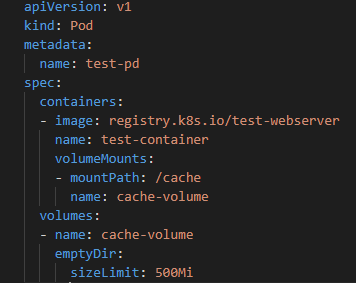 apiVersion: v1
kind: Pod
metadata:
  name: test-pd
spec:
  containers:
  - image: registry.k8s.io/test-webserver
    name: test-container
    volumeMounts:
    - mountPath: /cache
      name: cache-volume
  volumes:
  - name: cache-volume
    emptyDir:
      sizeLimit: 500Mi